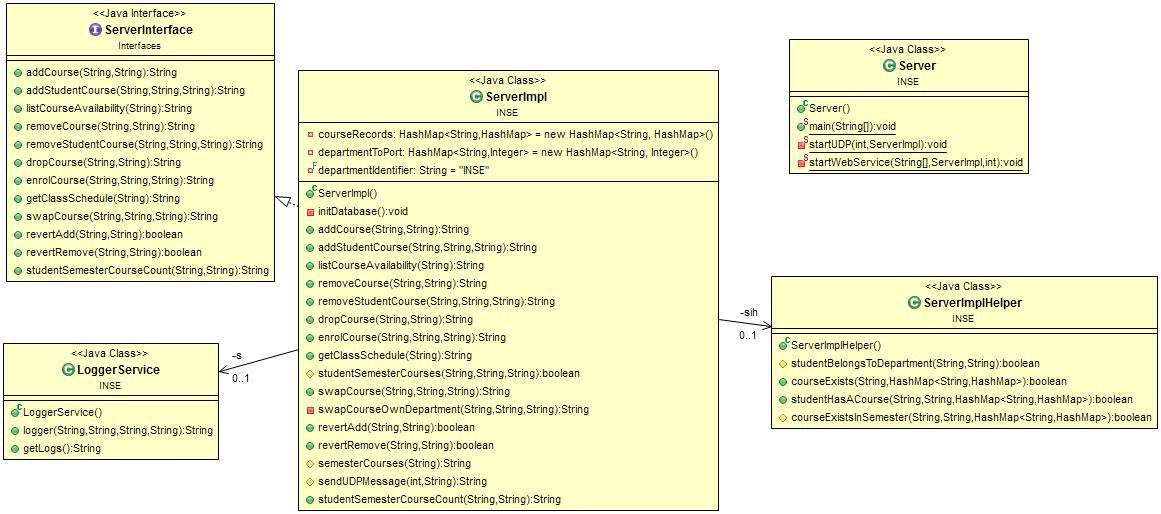 <<Java Interface>>
ServerInterface
Interfaces
addCourse(String,String):String
addStudentCourse(String,String,String):String
listCourseAvailability(String):String
removeCourse(String,String):String
removeStudentCourse(String,String,String):String
dropCourse(String,String):String
enrolCourse(String,String,String):String
getClassSchedule(String):String
swapCourse(String,String,String):String
revertAdd(String,String):boolean
revertRemove(String,String):boolean
studentSemesterCourseCount(String,String):String
<<Java Class>>
LoggerService
INSE
LoggerService()
logger(String,String,String,String):String
getLogs():String
-s
0..1
<<Java Class>>
ServerImpl
INSE
courseRecords: HashMap<String,HashMap> = new HashMap<String, HashMap>()
departmentToPort: HashMap<String,Integer> = new HashMap<String, Integer>()
departmentIdentifier: String = "INSE"
ServerImpl()
initDatabase():void
addCourse(String,String):String
addStudentCourse(String,String,String):String
listCourseAvailability(String):String
removeCourse(String,String):String
removeStudentCourse(String,String,String):String
dropCourse(String,String):String
enrolCourse(String,String,String):String
getClassSchedule(String):String
studentSemesterCourses(String,String,String):boolean
swapCourse(String,String,String):String
swapCourseOwnDepartment(String,String,String):String
revertAdd(String,String):boolean
revertRemove(String,String):boolean
semesterCourses(String):String
sendUDPMessage(int,String):String
studentSemesterCourseCount(String,String):String
-sih
0..1
<<Java Class>>
Server
INSE
Server()
main(String[]):void
startUDP(int,ServerImpl):void
startWebService(String[],ServerImpl,int):void
<<Java Class>>
ServerImplHelper
INSE
ServerImplHelper()
studentBelongsToDepartment(String,String):boolean
courseExists(String,HashMap<String,HashMap>):boolean
studentHasACourse(String,String,HashMap<String,HashMap>):boolean
courseExistsInSemester(String,String,HashMap<String,HashMap>):boolean